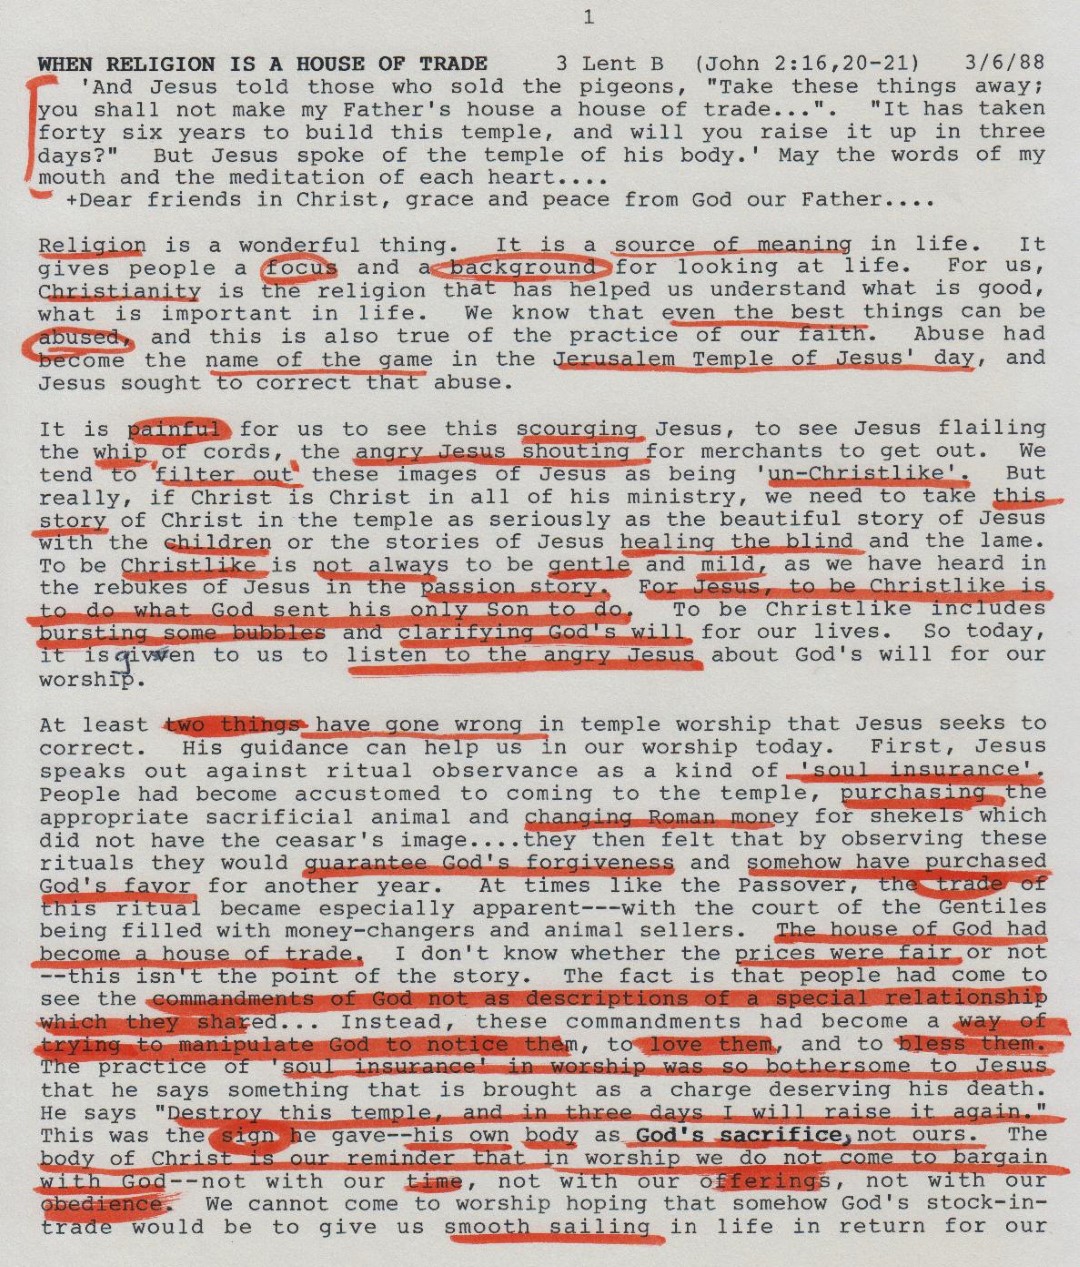 1
WHEN RELIGION IS A HOUSE OF TRADE 3 Lent B (John 2:16,20-21) 3/6/88
'And Jesus told those who sold the pigeons, "Take these things away;
you shall not make my Father's house a house of trade...". "It has taken
forty six years to build this temple, and will you raise it up in three
days?" But Jesus spoke of the temple of his body.' May the words of my
mouth and the meditation of each heart....
+Dear friends in Christ, grace and peace from God our Father....
Religion is a wonderful thing. It is a source of meaning in life. It
gives people a focus and a background for looking at life. For us,
Christianity is the religion that has helped us understand what is good,
what is important in life. We know that even the best things can be
abused, and this is also true of the practice of our faith. Abuse had
become the name of the game in the Jerusalem Temple of Jesus' day, and
Jesus sought to correct that abuse.
It is painful for us to see this scourging Jesus, to see Jesus flailing
the whip of cords, the angry Jesus shouting for merchants to get out. We
tend to 'filter out' these images of Jesus as being 'un-Christlike'. But
really, if Christ is Christ in all of his ministry, we need to take this
story of Christ in the temple as seriously as the beautiful story of Jesus
with the children or the stories of Jesus healing the blind and the lame.
To be Christlike is not always to be gentle and mild, as we have heard in
the rebukes of Jesus in the passion story. For Jesus, to be Christlike is
to do what God sent his only Son to do. To be Christlike includes
bursting some bubbles and clarifying God's will for our lives. So today,
it is given to us to listen to the angry Jesus about God's will for our
worship.
At least two things have gone wrong in temple worship that Jesus seeks to
correct. His guidance can help us in our worship today. First, Jesus
speaks out against ritual observance as a kind of 'soul insurance'.
People had become accustomed to coming to the temple, purchasing the
appropriate sacrificial animal and changing Roman money for shekels which
did not have the ceasar's image....they then felt that by observing these
rituals they would guarantee God's forgiveness and somehow have purchased
God's favor for another year. At times like the Passover, the trade of
this ritual became especially apparent---with the court of the Gentiles
being filled with money-changers and animal sellers. The house of God had
become a house of trade. I don't know whether the prices were fair or not
--this isn't the point of the story. The fact is that people had come to
see the commandments of God not as descriptions of a special relationship
which they shared... Instead, these commandments had become a way of
trying to manipulate God to notice them, to love them, and to bless them.
The practice of 'soul insurance' in worship was so bothersome to Jesus
that he says something that is brought as a charge deserving his death.
He says "Destroy this temple, and in three days I will raise it again."
This was the sign he gave--his own body as God's sacrifice, not ours. The
body of Christ is our reminder that in worship we do not come to bargain
with God--not with our time, not with our offerings, not with our
obedience. We cannot come to worship hoping that somehow God's stock-in-
trade would be to give us smooth sailing in life in return for our